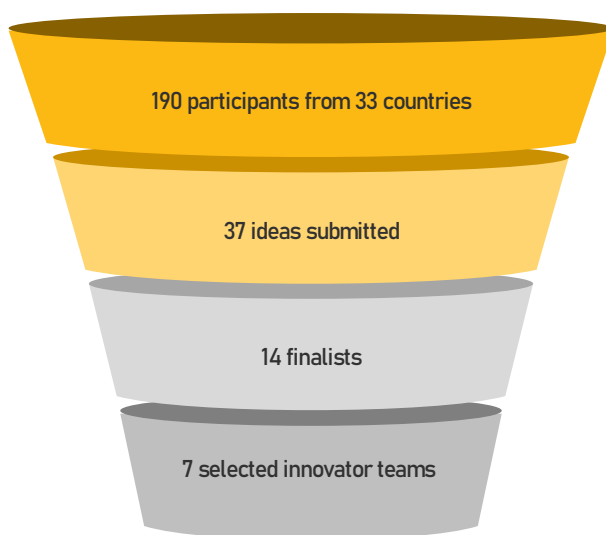 190 participants from 33 countries
37 ideas submitted
14 finalists
7 selected innovator teams